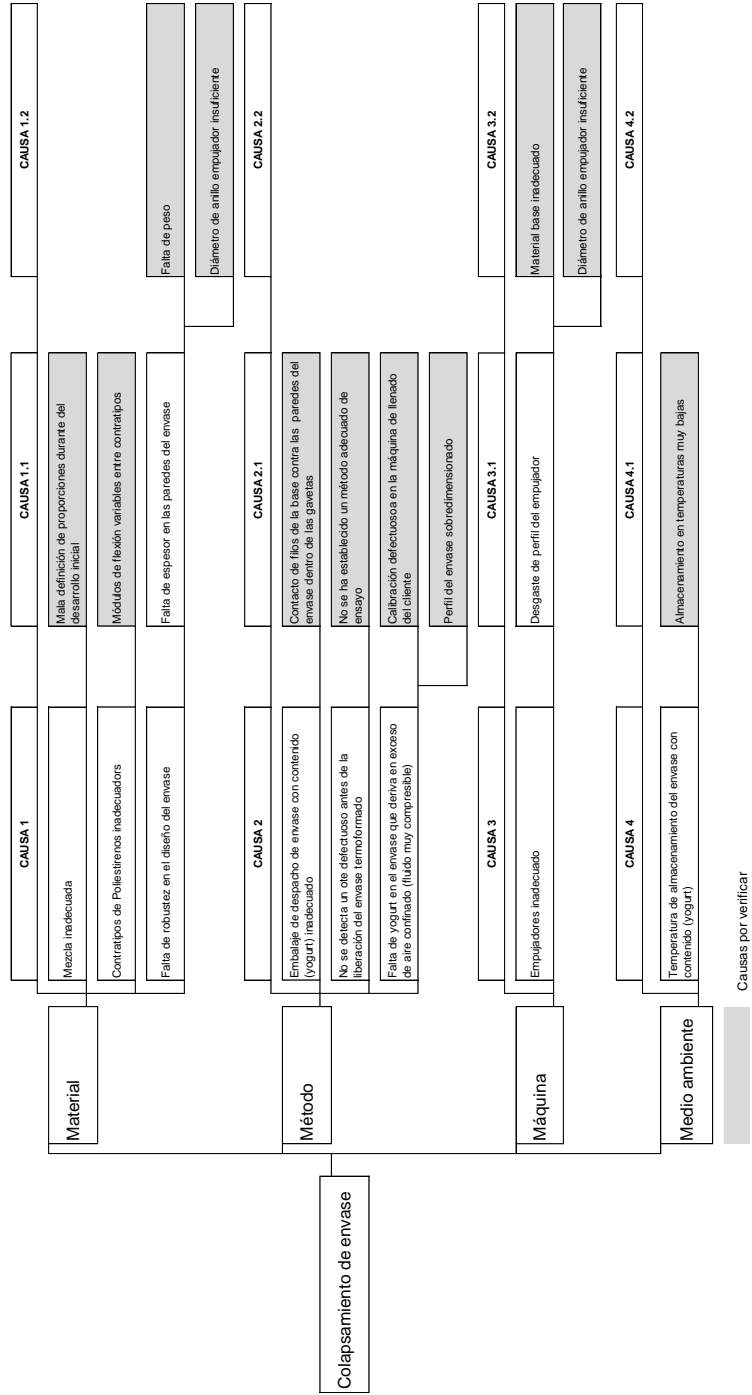 Colapsamiento de envase
Material
CAUSA 1
CAUSA 1.1
CAUSA 1.2
Mezcla inadecuada
Mala definición de proporciones durante del
desarrollo inicial
Contratipos de Poliestirenos inadecuadors
Módulos de flexión variables entre contratipos
Falta de robustez en el diseño del envase
Falta de espesor en las paredes del envase
Falta de peso
Diámetro de anillo empujador insuficiente
Método
CAUSA 2
CAUSA 2.1
CAUSA 2.2
Embalaje de despacho de envase con contenido
(yogurt) inadecuado
Contacto de filos de la base contra las paredes del
envase dentro de las gavetas
No se detecta un ote defectuoso antes de la
liberación del envase termoformado
No se ha establecido un método adecuado de
ensayo
Falta de yogurt en el envase que deriva en exceso
de aire confinado (fluido muy compresible)
Calibración defectuosoa en la máquina de llenado
del cliente
Perfil del envase sobredimensionado
Máquina
CAUSA 3
CAUSA 3.1
CAUSA 3.2
Empujadores inadecuado
Desgaste de perfil del empujador
Material base inadecuado
Diámetro de anillo empujador insuficiente
Medio ambiente
CAUSA 4
CAUSA 4.1
CAUSA 4.2
Temperatura de almacenamiento del envase con
contenido (yogurt)
Almacenamiento en temperaturas muy bajas
Causas por verificar